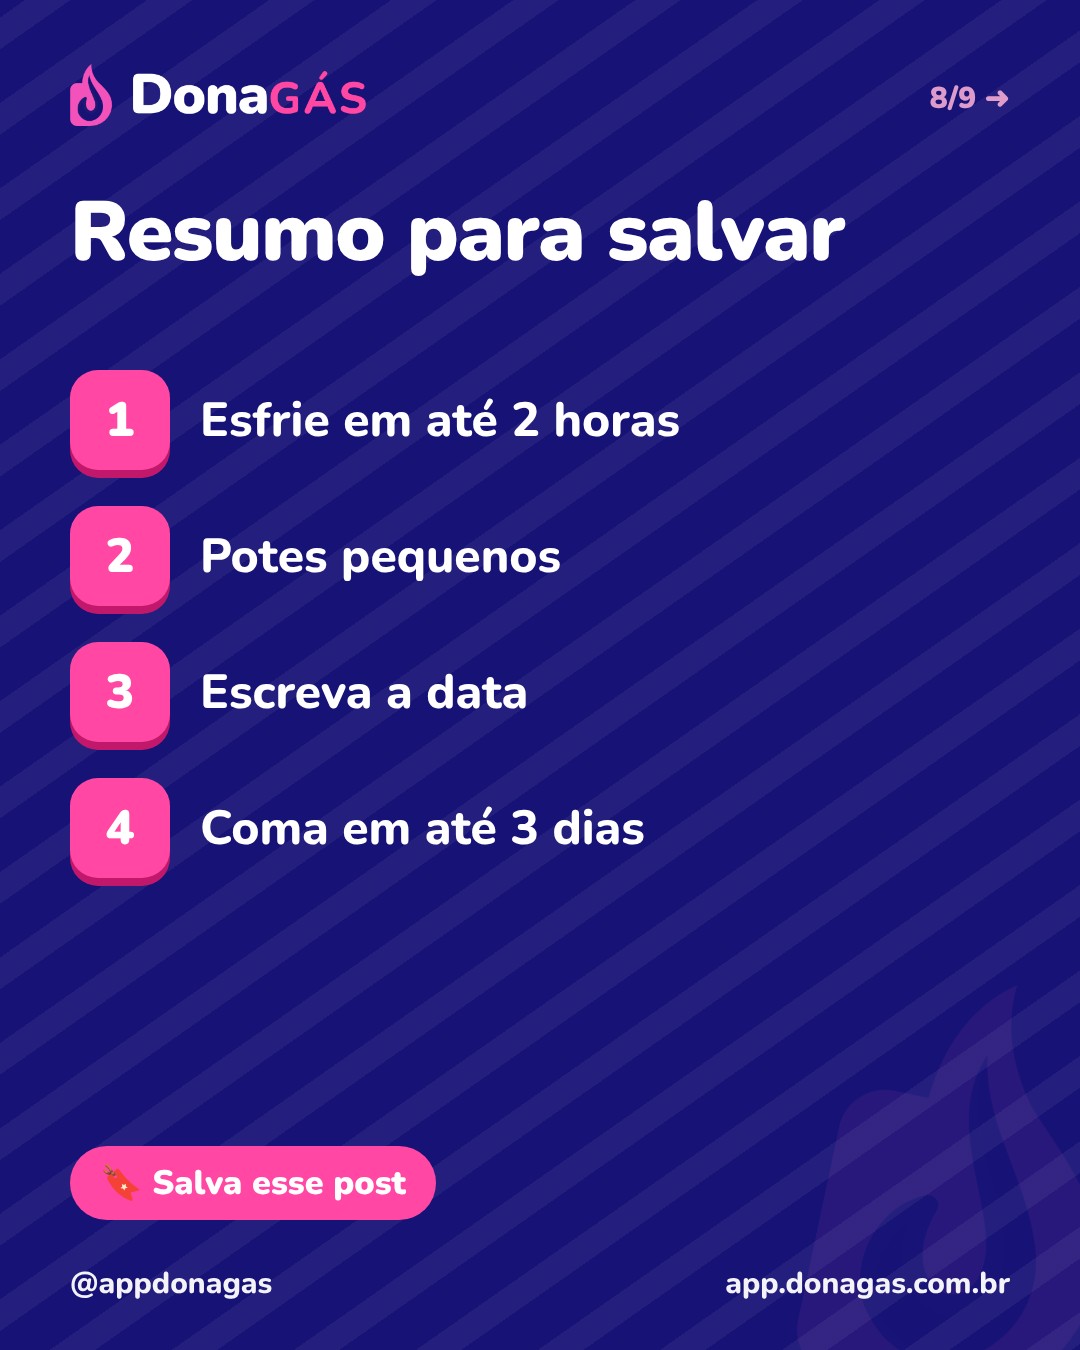 DonaGÁS
8/9 ➜
Resumo para salvar
1 Esfrie em até 2 horas
2 Potes pequenos
3 Escreva a data
4 Coma em até 3 dias
🔖 Salva esse post
@appdonagas
app.donagas.com.br